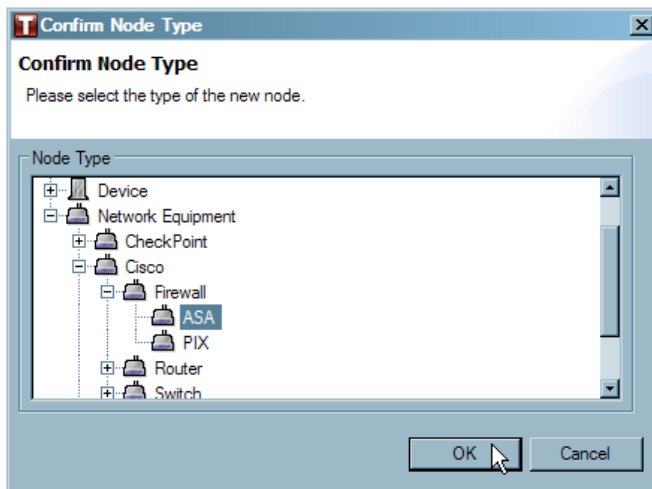 Confirm Node Type
Confirm Node Type
Please select the type of the new node.
Node Type
Device
Network Equipment
CheckPoint
Cisco
Firewall
ASA
PIX
Router
Switch
OK Cancel